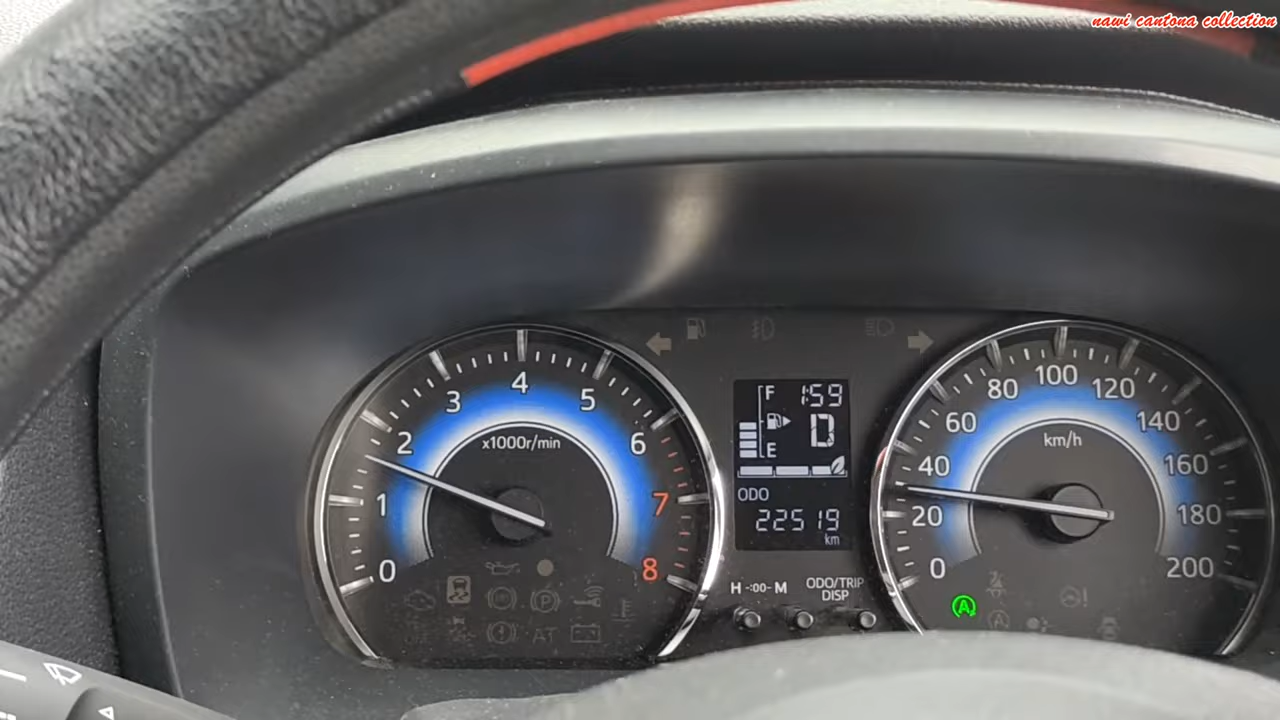 nawi cantona collection
0
1
2
3
4
5
6
7
8
x1000r/min
AT
F
1:59
D
E
ODO
22519
km
H -:00- M
ODO/TRIP
DISP
0
20
40
60
80
100
120
140
160
180
200
km/h
A